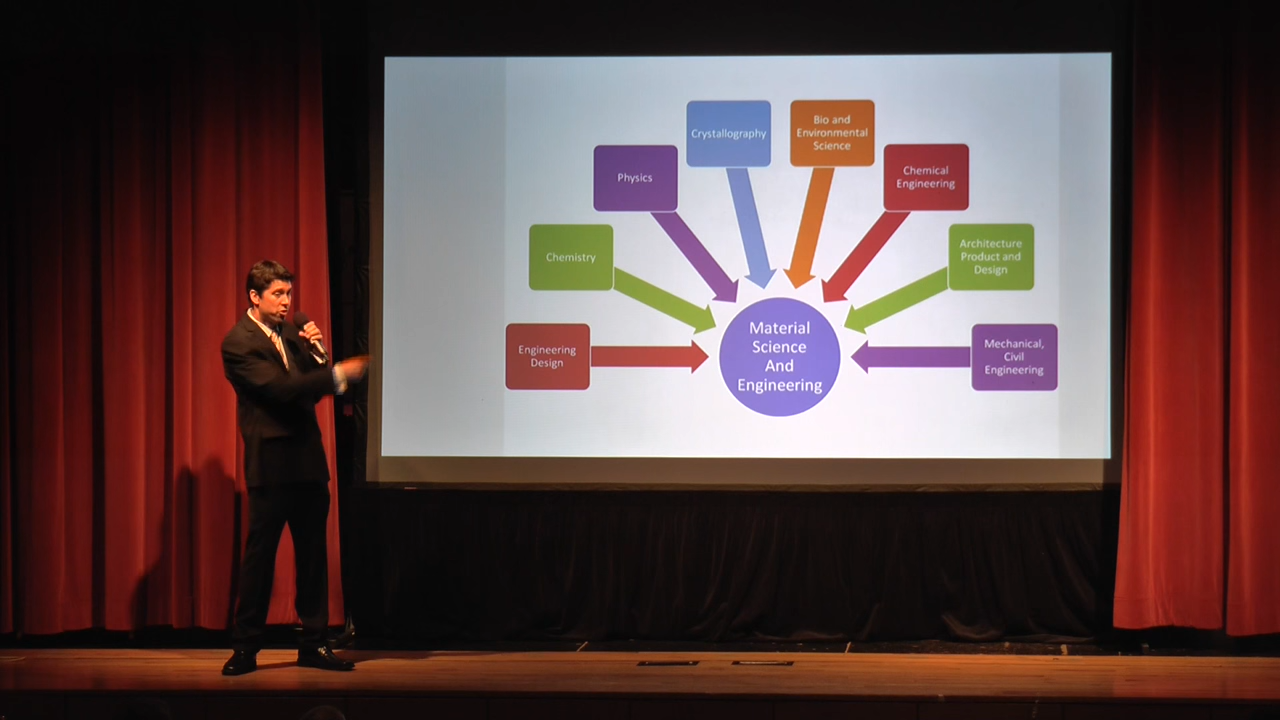 Crystallography
Bio and
Environmental
Science
Physics
Chemical
Engineering
Chemistry
Architecture
Product and
Design
Engineering
Design
Material
Science
And
Engineering
Mechanical,
Civil
Engineering